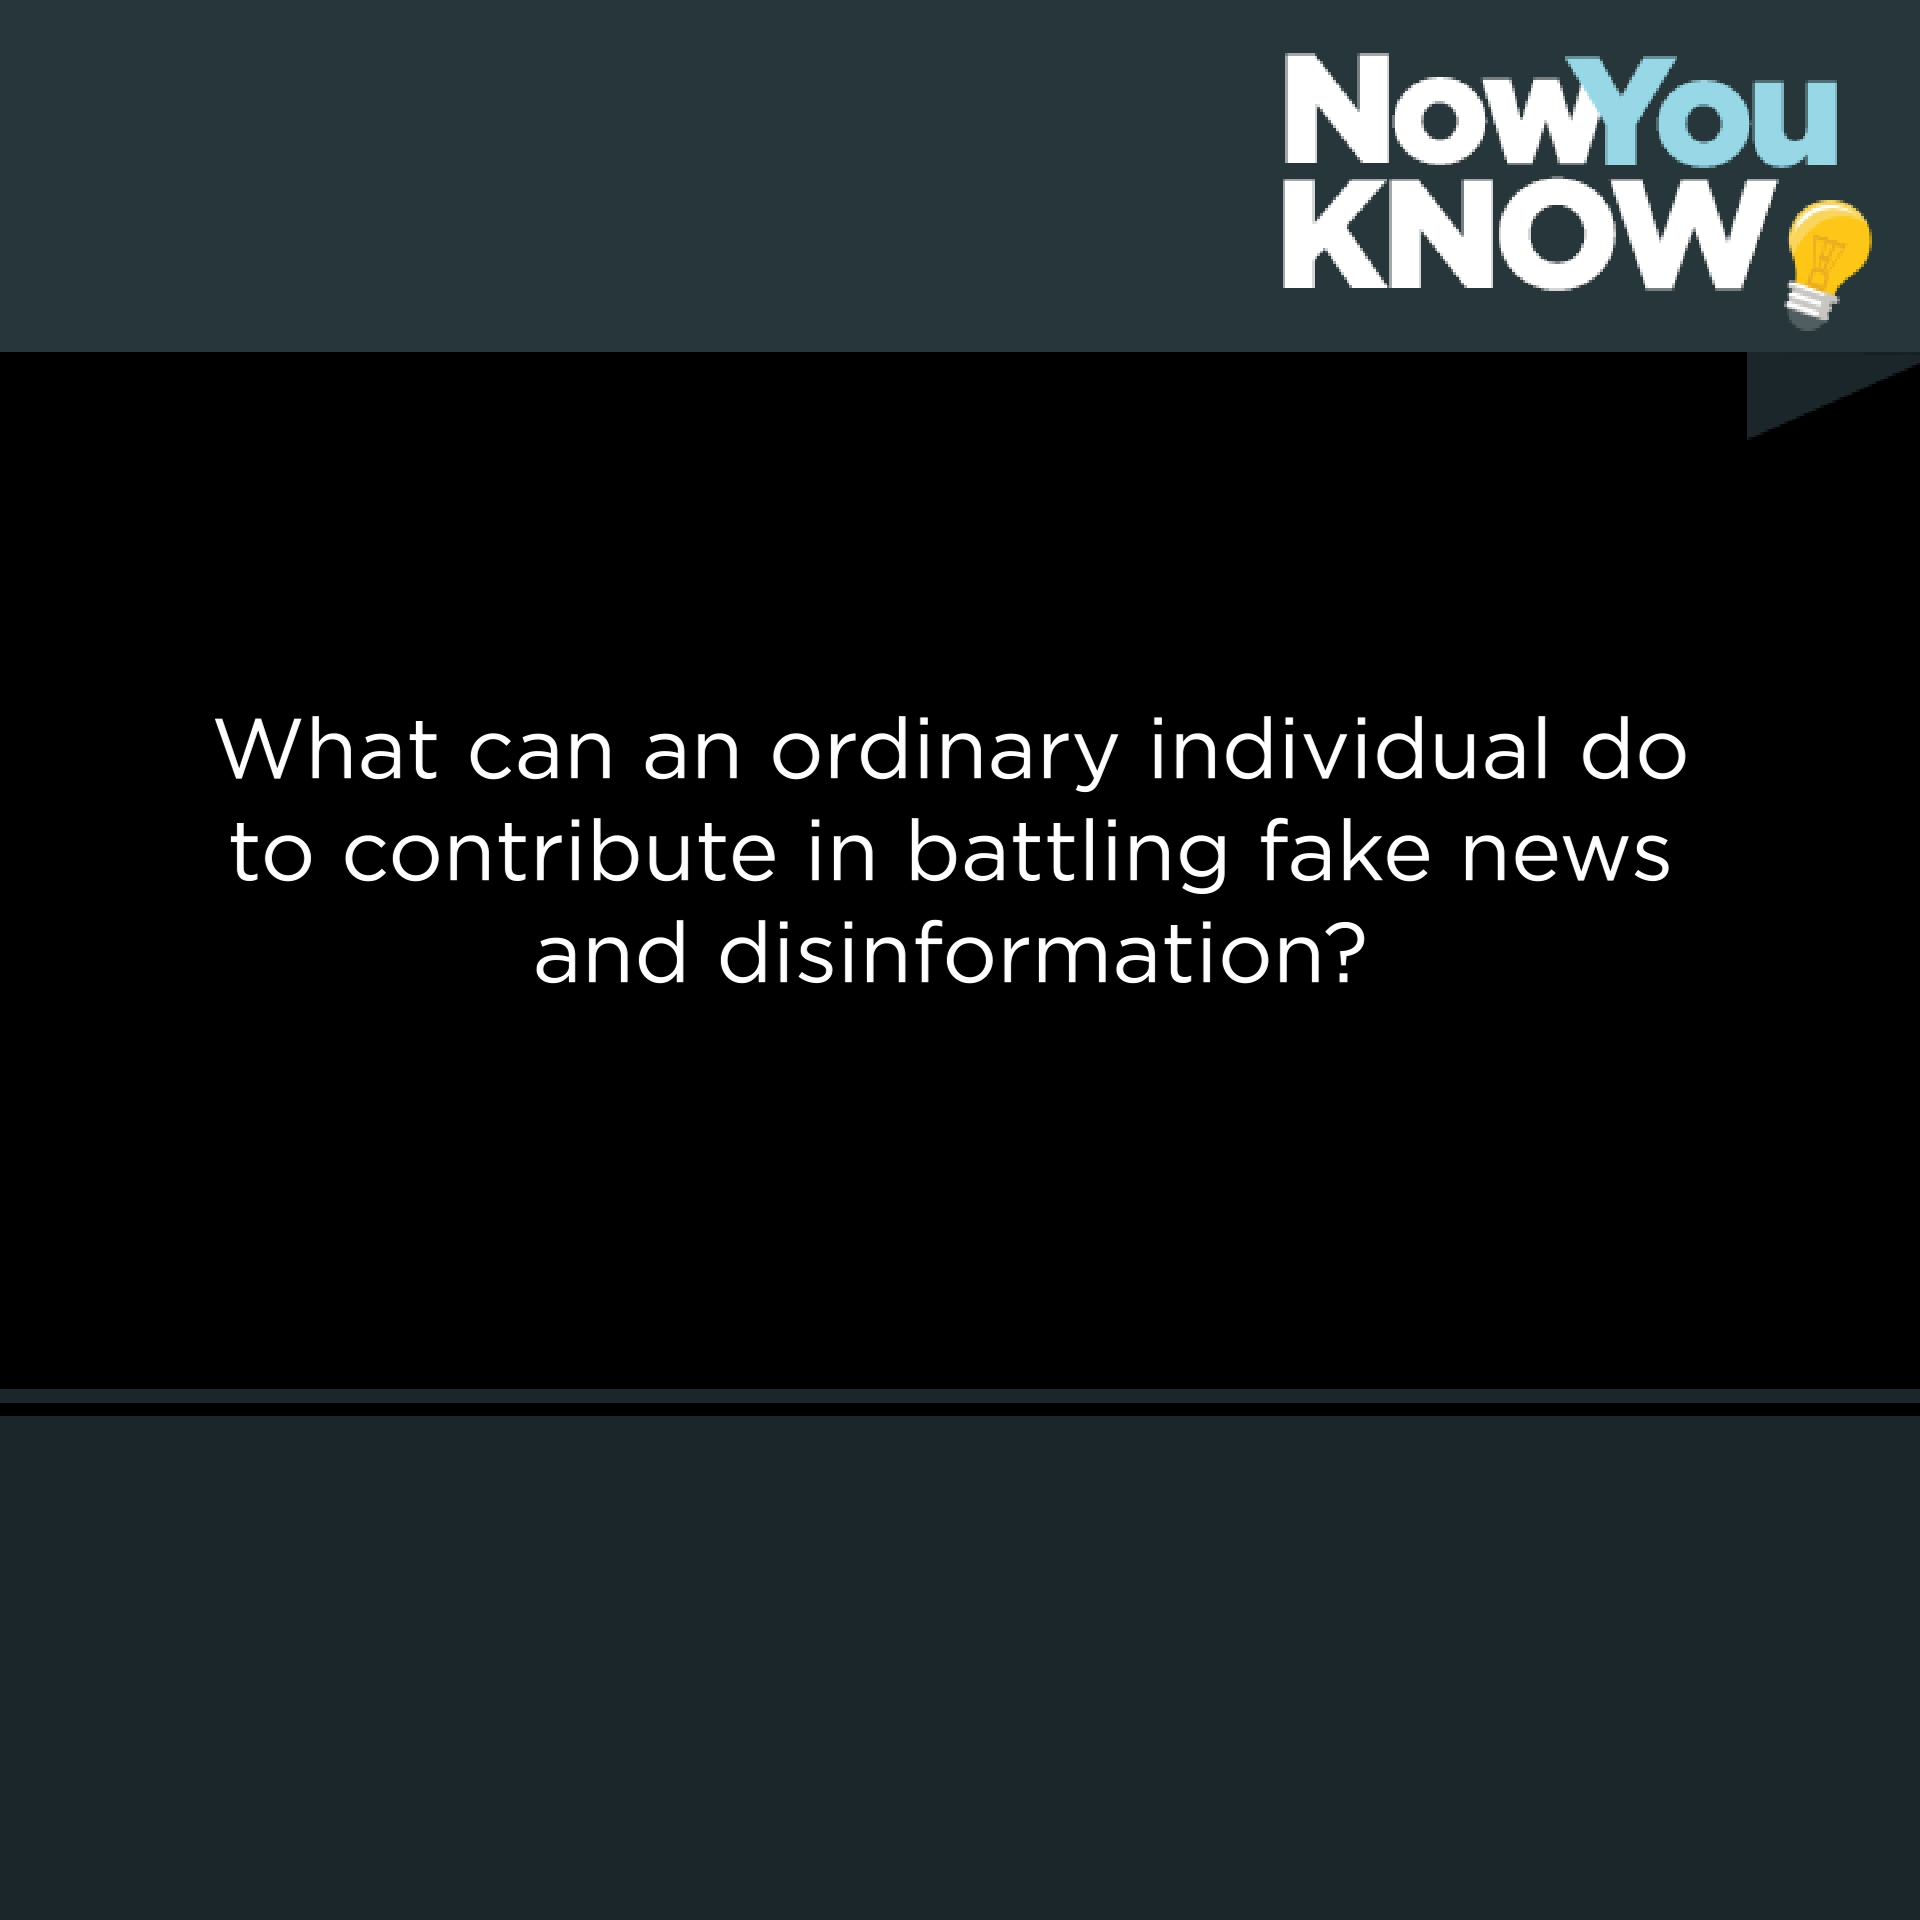 NowYou
KNOW
What can an ordinary individual do
to contribute in battling fake news
and disinformation?